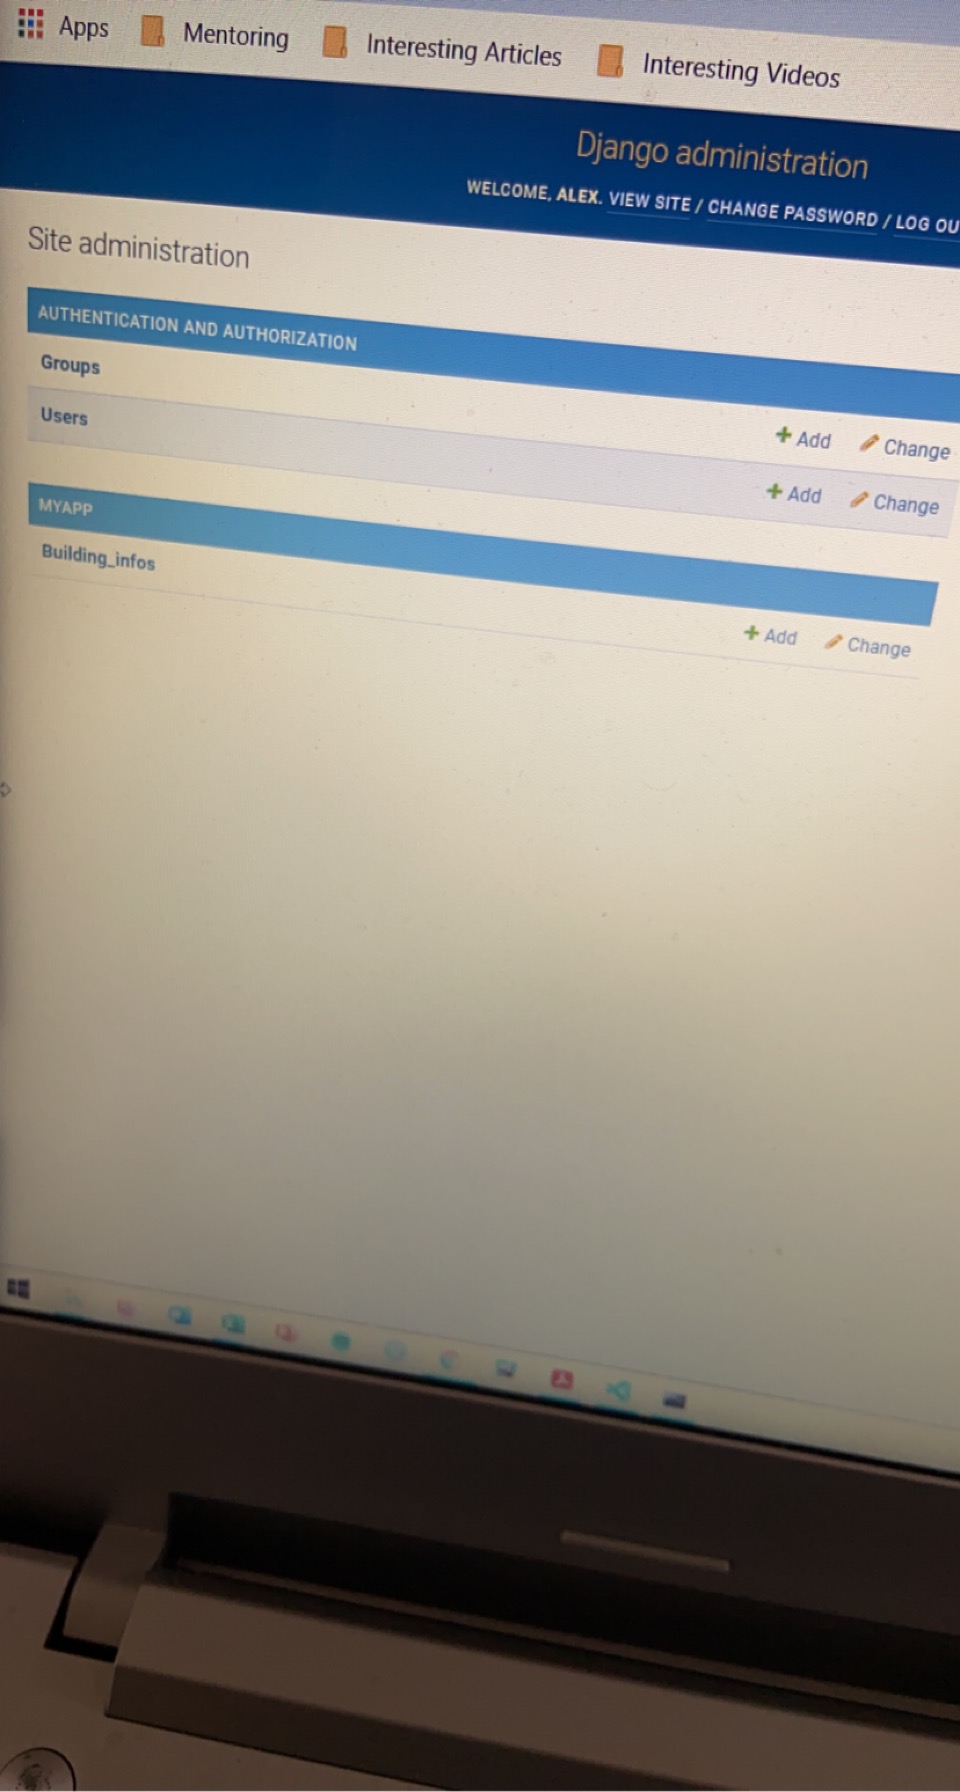 Apps Mentoring Interesting Articles Interesting Videos
Django administration
WELCOME, ALEX. VIEW SITE / CHANGE PASSWORD / LOG OU
Site administration
AUTHENTICATION AND AUTHORIZATION
Groups + Add Change
Users + Add Change
MYAPP
Building_infos + Add Change